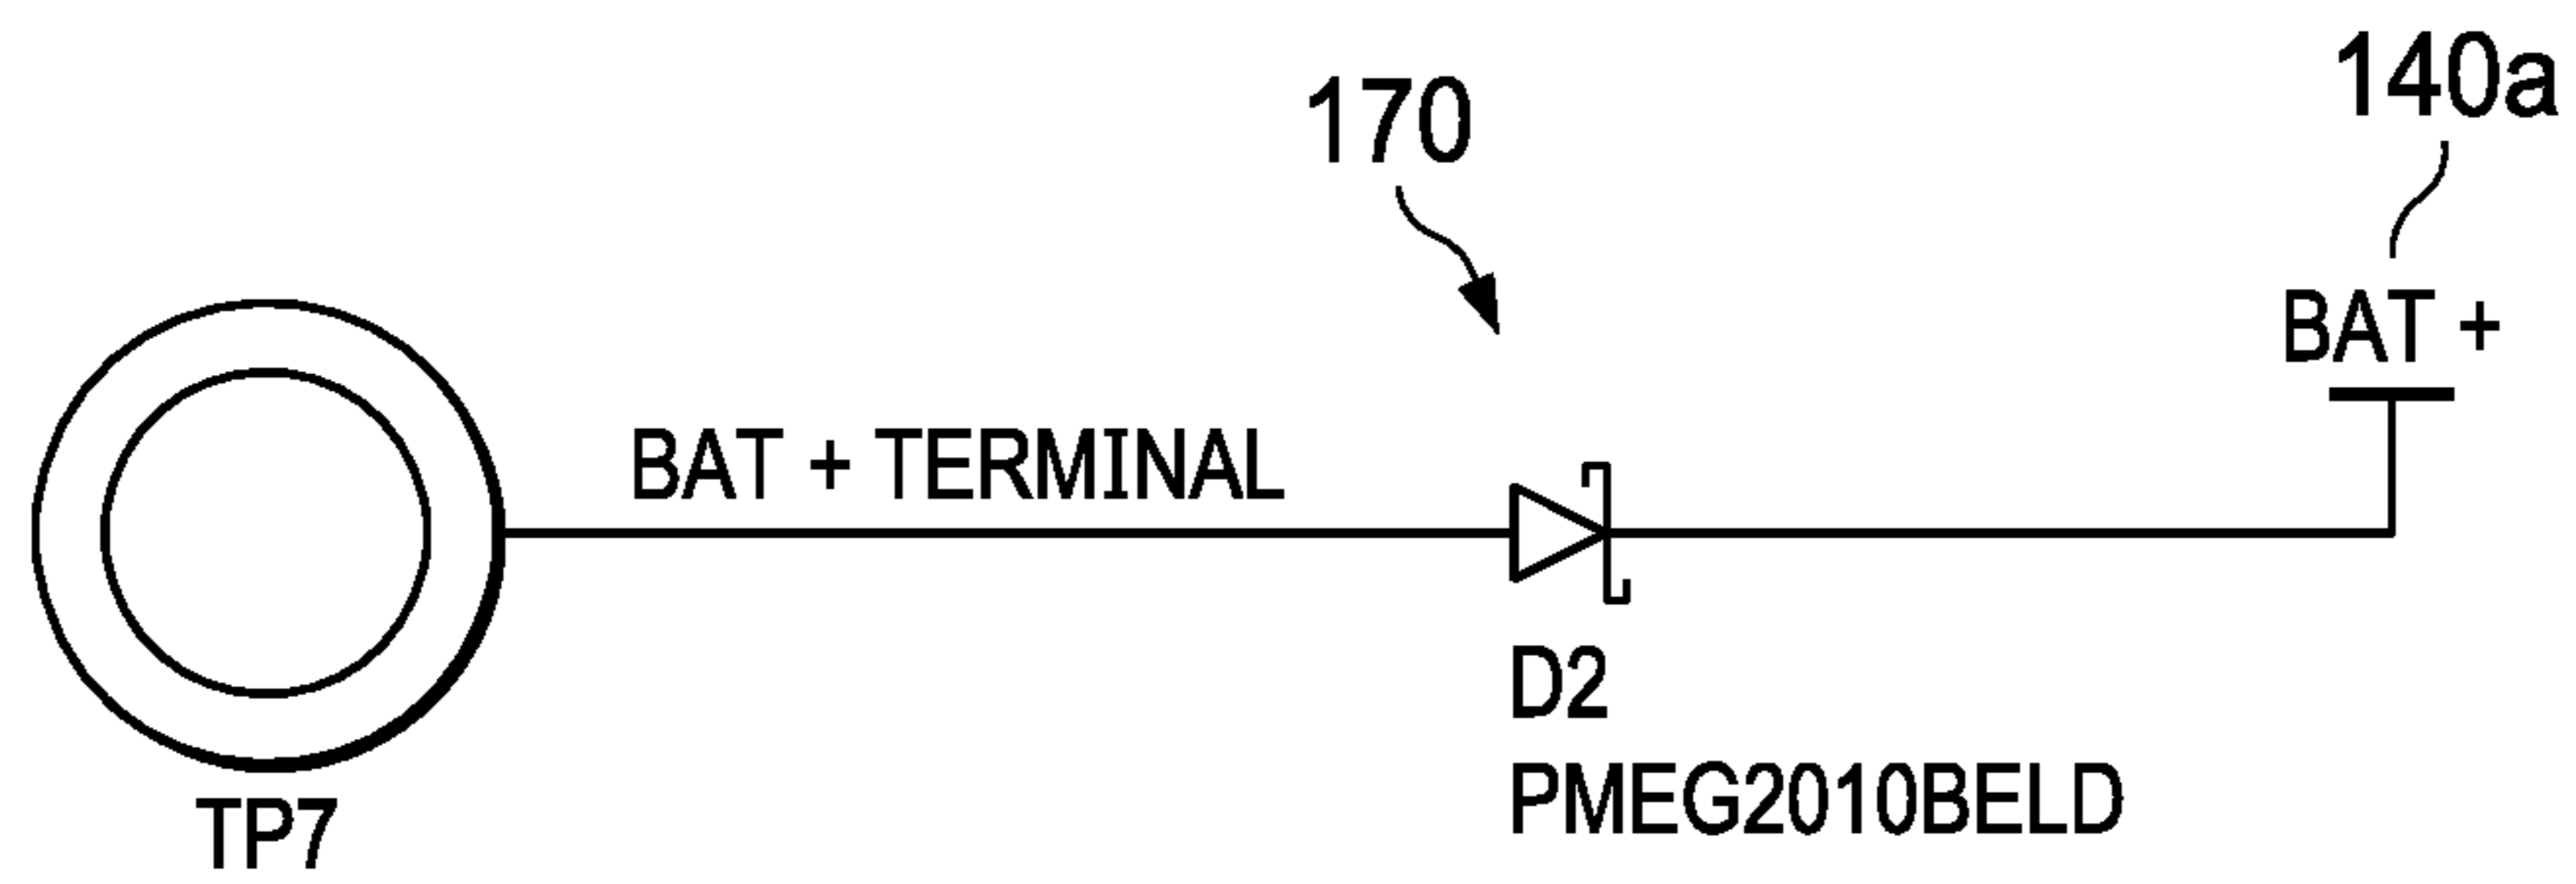 140a
170
BAT +
BAT + TERMINAL
D2
PMEG2010BELD
TP7